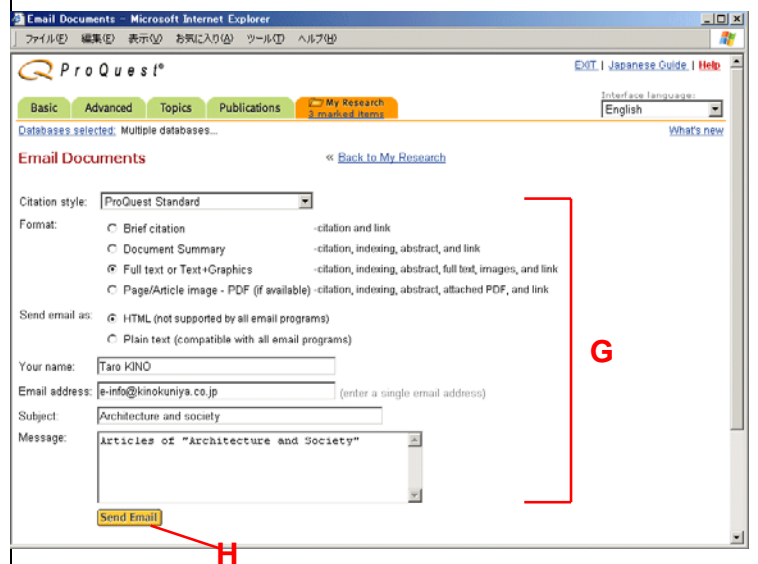 Email Documents - Microsoft Internet Explorer
ファイル(F) 編集(E) 表示(V) お気に入り(A) ツール(T) ヘルプ(H)
ProQuest®
EXIT | Japanese Guide | Help
Basic Advanced Topics Publications My Research
3 marked items
Interface language:
English
Databases selected: Multiple databases...
What's new
Email Documents
« Back to My Research
Citation style: ProQuest Standard
Format: Brief citation -citation and link
Document Summary -citation, indexing, abstract, and link
Full text or Text+Graphics -citation, indexing, abstract, full text, images, and link
Page/Article image - PDF (if available) -citation, indexing, abstract, attached PDF, and link
Send email as: HTML (not supported by all email programs)
Plain text (compatible with all email programs)
G
Your name: Taro KINO
Email address: e-info@kinokuniya.co.jp (enter a single email address)
Subject: Architecture and society
Message: Articles of "Architecture and Society"
Send Email
H